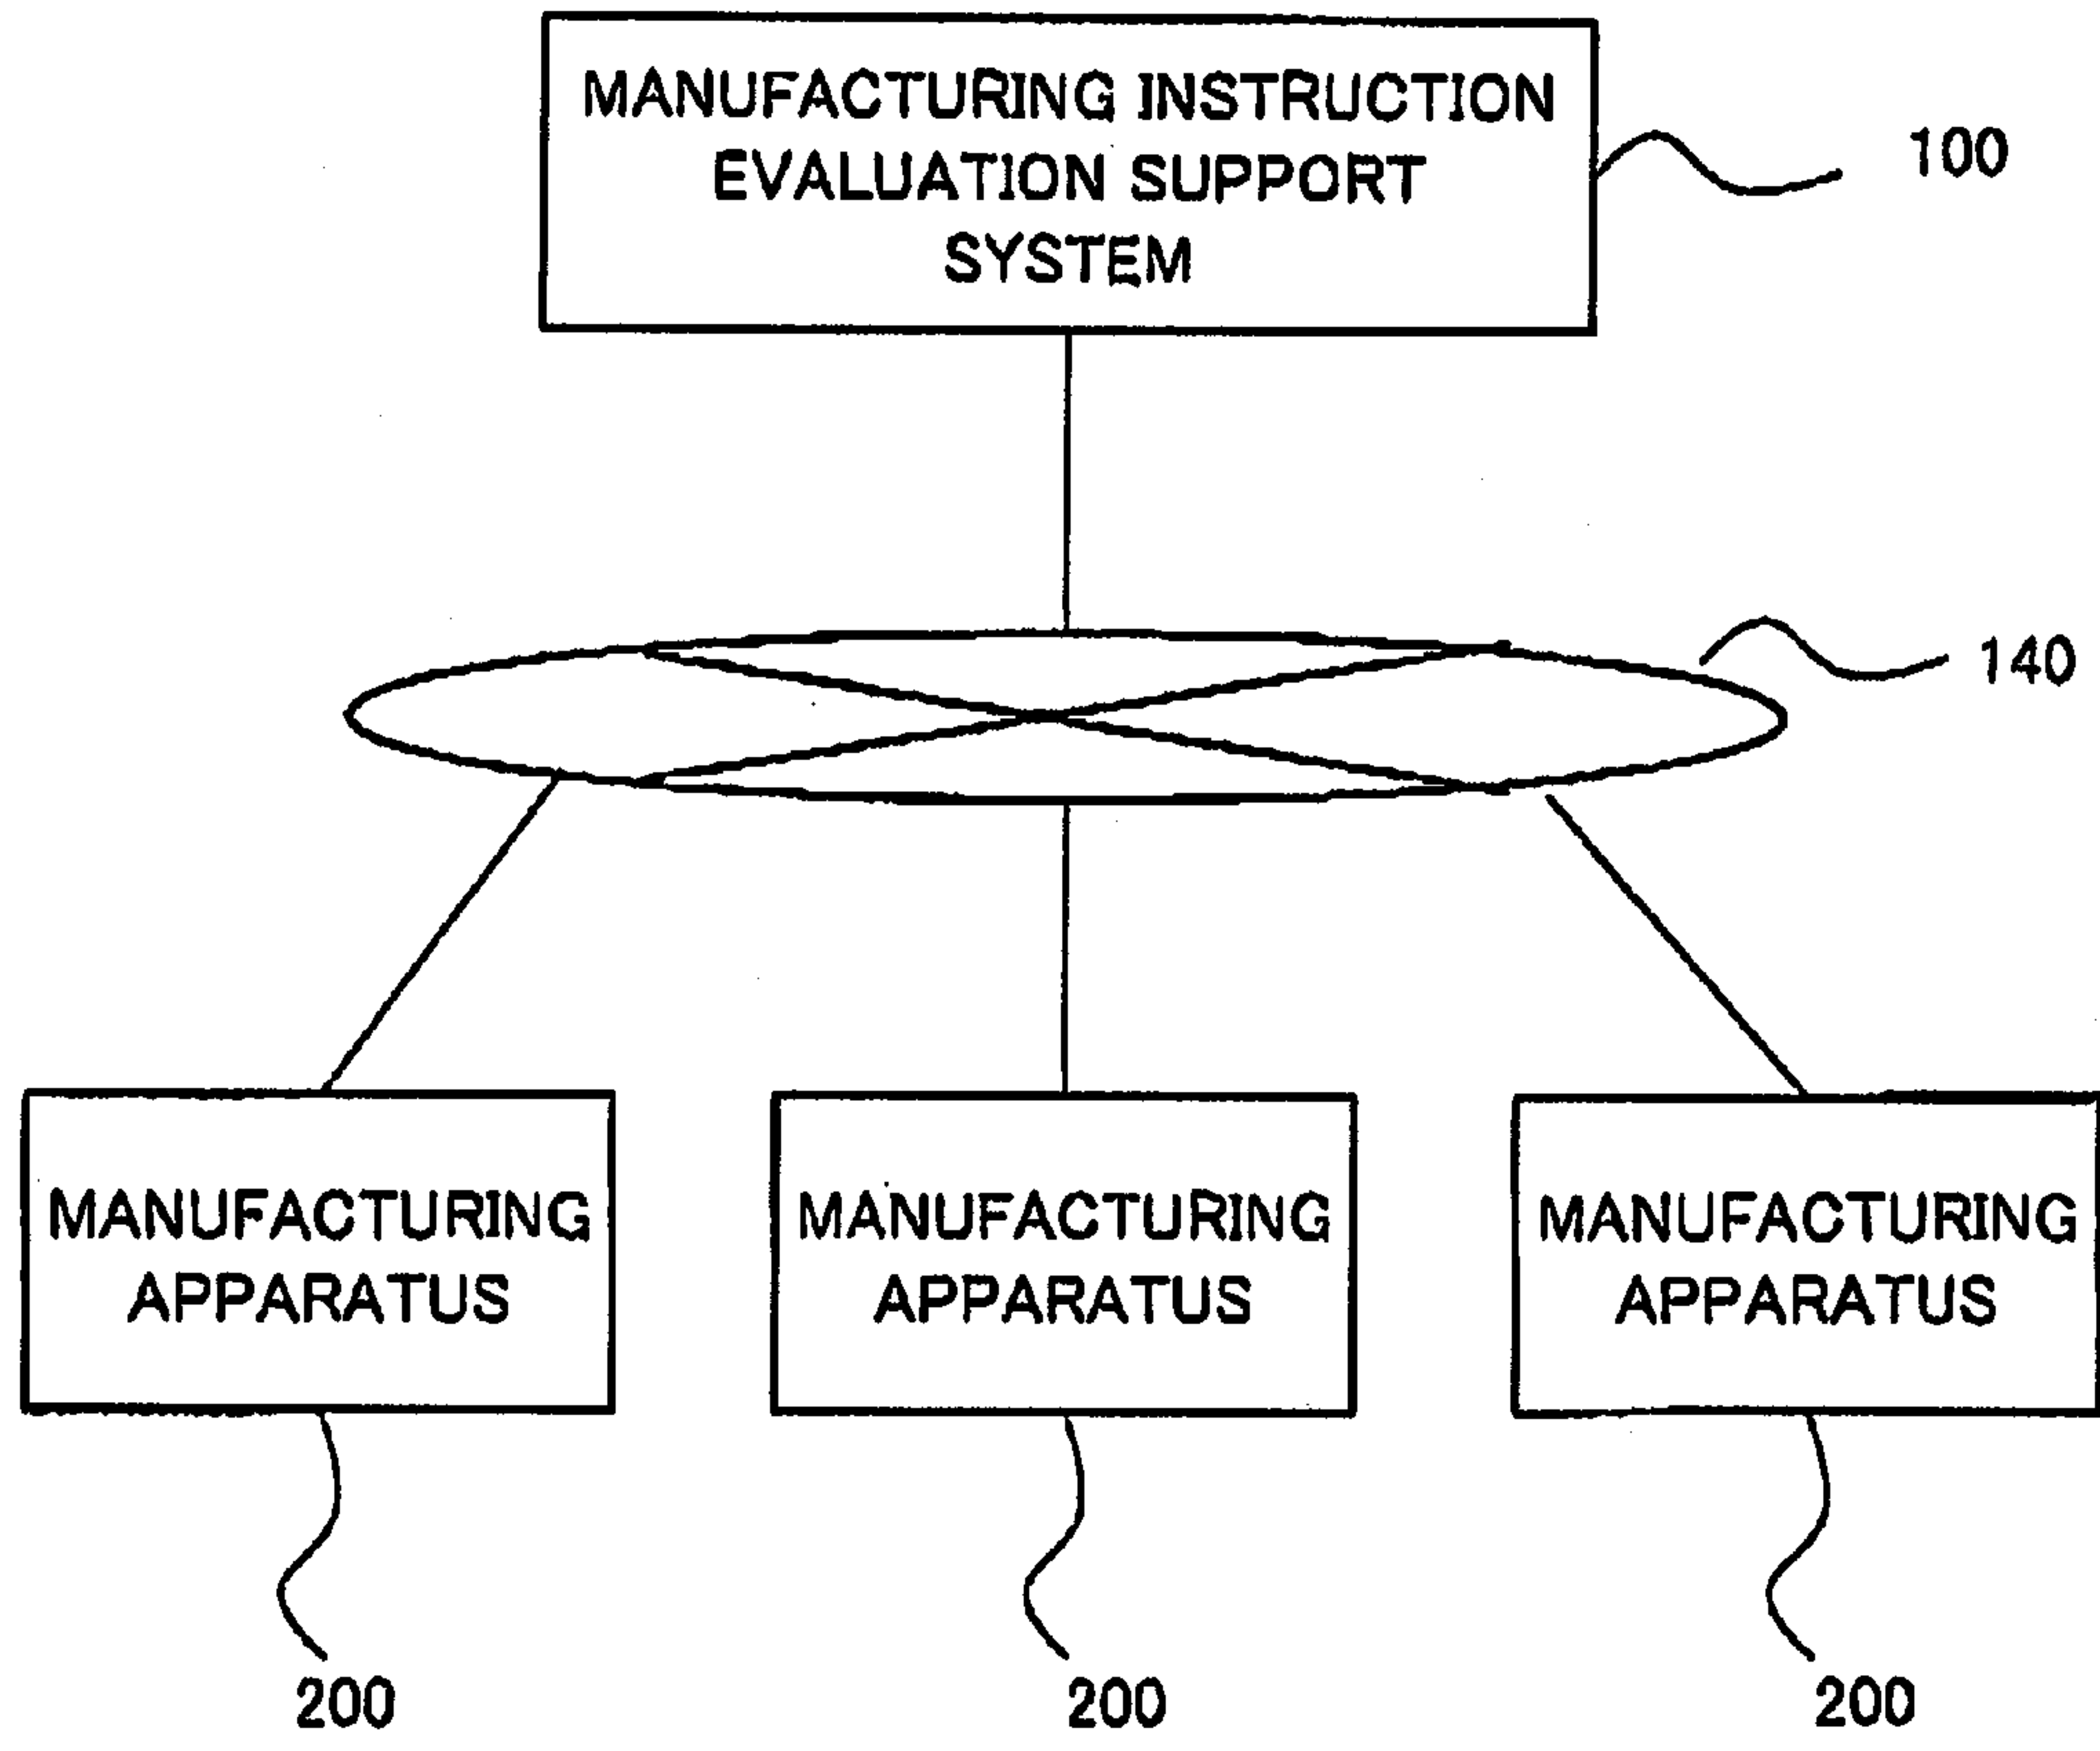 MANUFACTURING INSTRUCTION
EVALUATION SUPPORT
SYSTEM
100
140
MANUFACTURING
APPARATUS
MANUFACTURING
APPARATUS
MANUFACTURING
APPARATUS
200
200
200